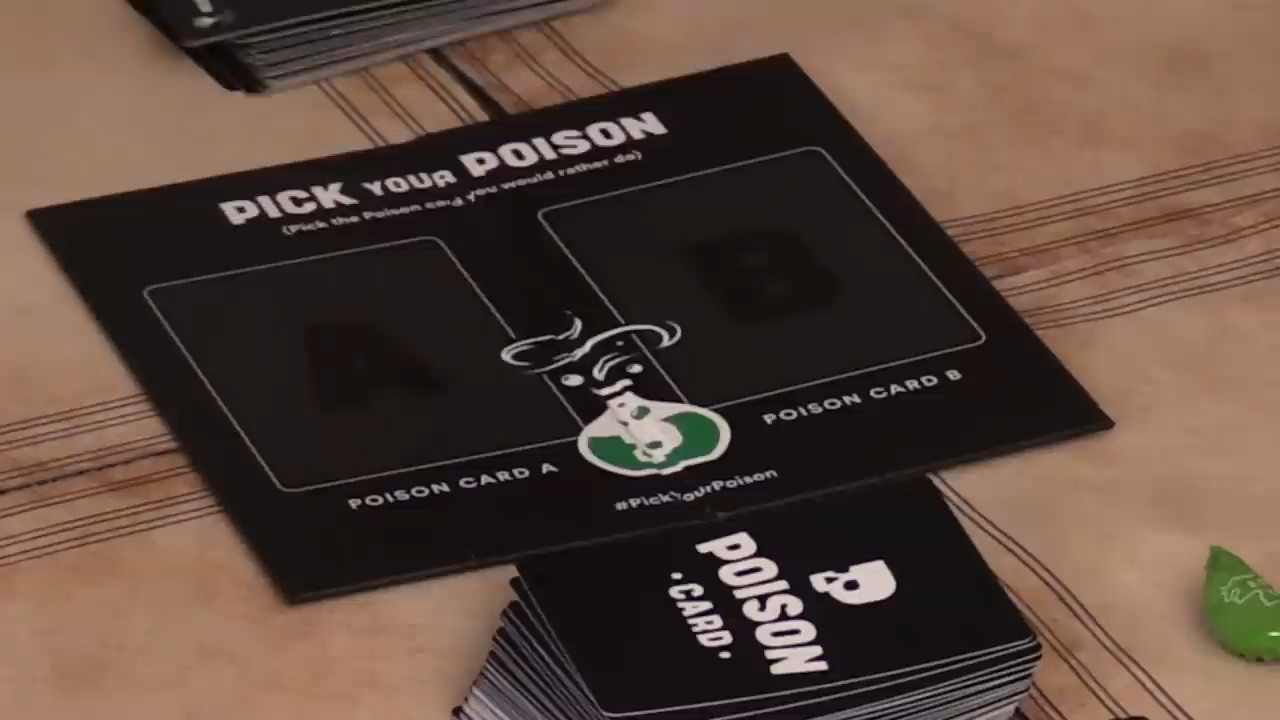 PICK YOUR POISON
(Pick the Poison card you would rather do)
A
B
POISON CARD A
POISON CARD B
#PickYourPoison
POISON
·CARD·